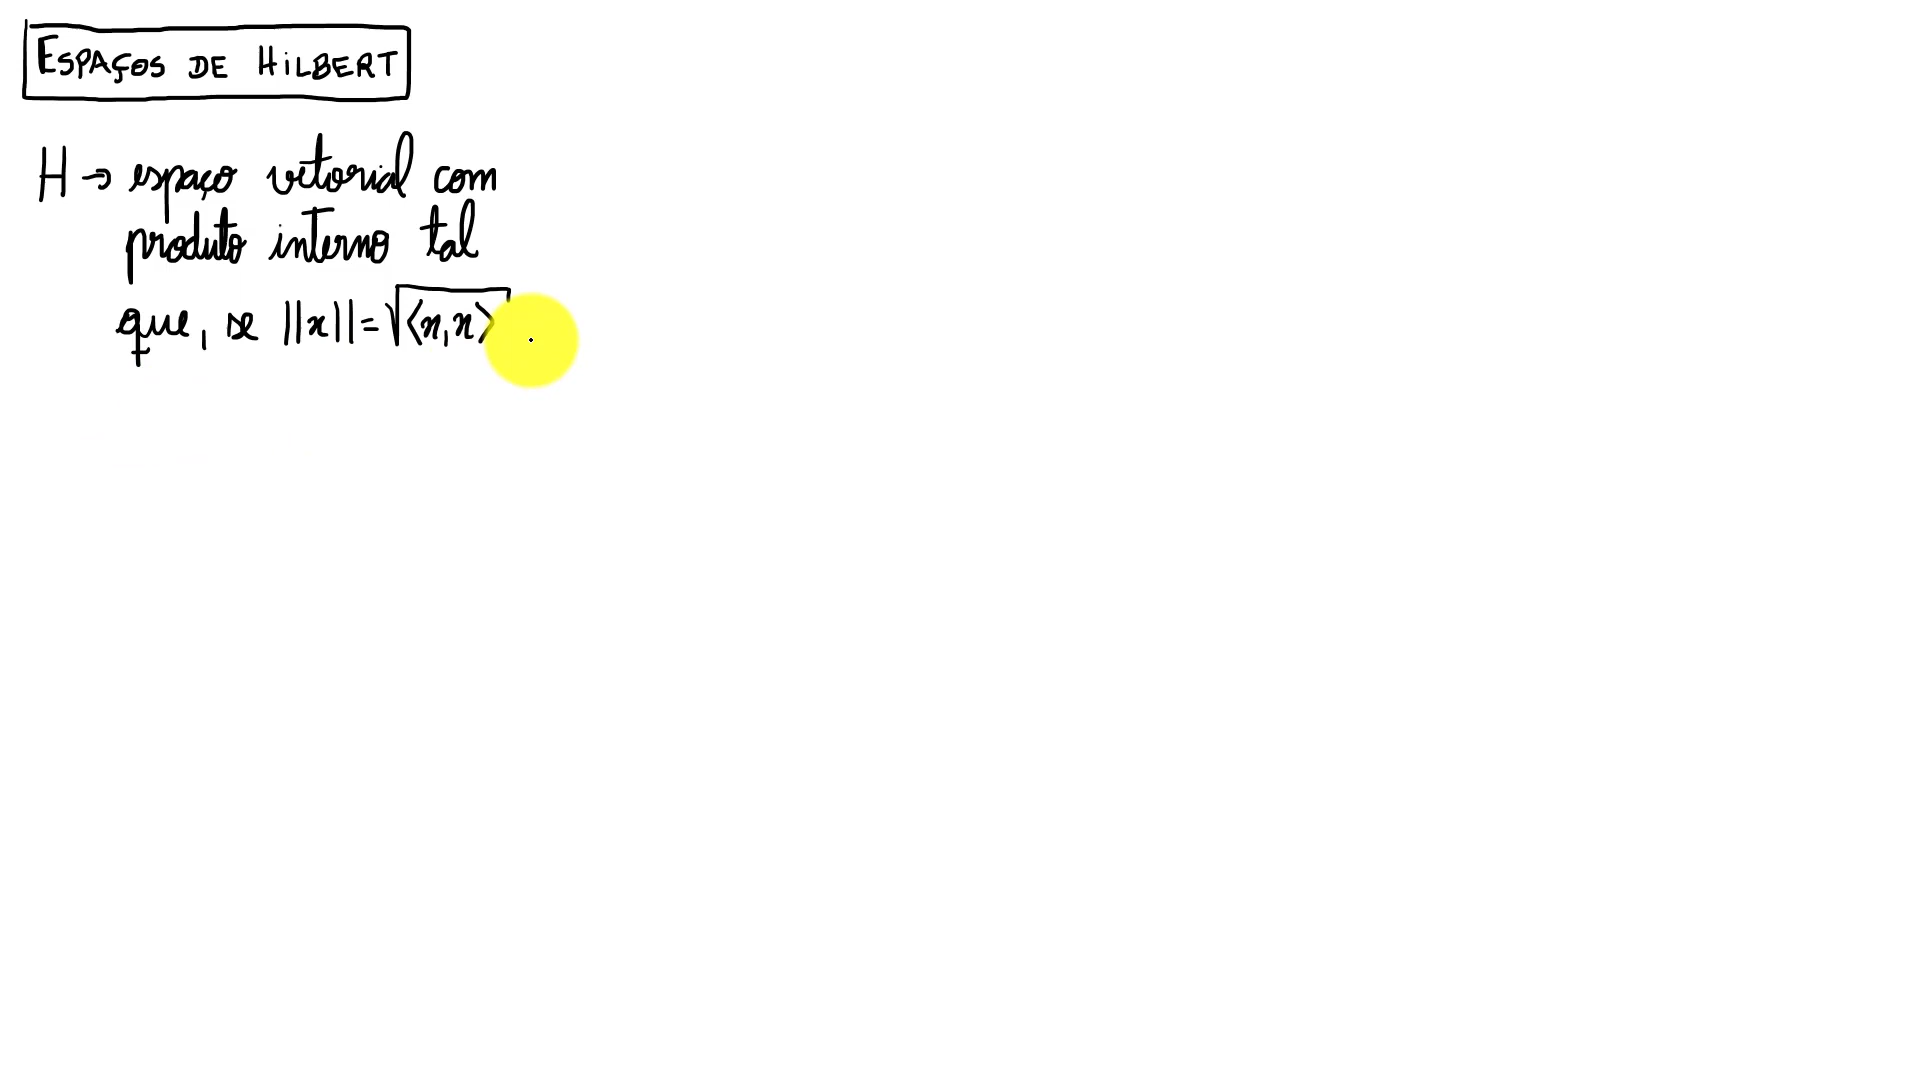 ESPAÇOS DE HILBERT
H → espaço vetorial com
produto interno tal
que, se ||x|| = √⟨x,x⟩